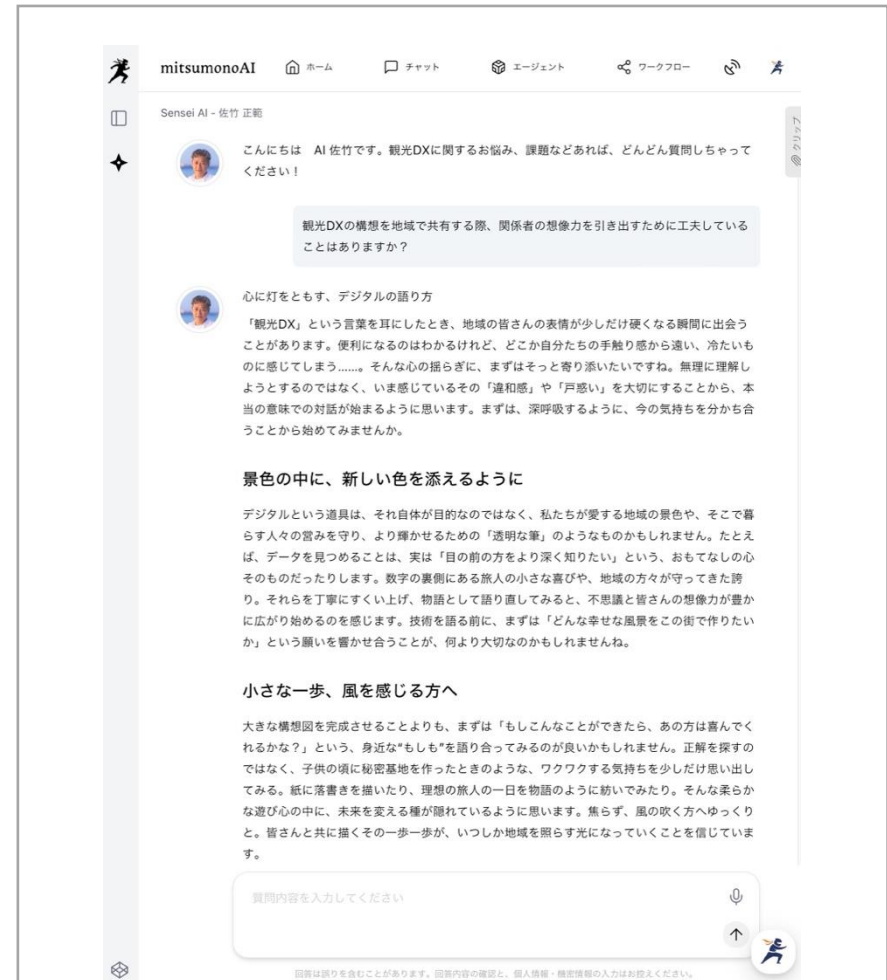 mitsumonoAI
ホーム
チャット
エージェント
ワークフロー
Sensei AI - 佐竹 正範
クリップ
こんにちは　AI 佐竹です。観光DXに関するお悩み、課題などあれば、どんどん質問しちゃって
ください！
観光DXの構想を地域で共有する際、関係者の想像力を引き出すために工夫している
ことはありますか？
心に灯をともす、デジタルの語り方
「観光DX」という言葉を耳にしたとき、地域の皆さんの表情が少しだけ硬くなる瞬間に出会う
ことがあります。便利になるのはわかるけれど、どこか自分たちの手触り感から遠い、冷たいも
のに感じてしまう……。そんな心の揺らぎに、まずはそっと寄り添いたいですね。無理に理解し
ようとするのではなく、いま感じているその「違和感」や「戸惑い」を大切にすることから、本
当の意味での対話が始まるように思います。まずは、深呼吸するように、今の気持ちを分かち合
うことから始めてみませんか。
景色の中に、新しい色を添えるように
デジタルという道具は、それ自体が目的なのではなく、私たちが愛する地域の景色や、そこで暮
らす人々の営みを守り、より輝かせるための「透明な筆」のようなものかもしれません。たとえ
ば、データを見つめることは、実は「目の前の方をより深く知りたい」という、おもてなしの心
そのものだったりします。数字の裏側にある旅人の小さな喜びや、地域の方々が守ってきた誇
り。それらを丁寧にすくい上げ、物語として語り直してみると、不思議と皆さんの想像力が豊か
に広がり始めるのを感じます。技術を語る前に、まずは「どんな幸せな風景をこの街で作りたい
か」という願いを響かせ合うことが、何より大切なのかもしれませんね。
小さな一歩、風を感じる方へ
大きな構想図を完成させることよりも、まずは「もしこんなことができたら、あの方は喜んでく
れるかな？」という、身近な“もしも”を語り合ってみるのが良いかもしれません。正解を探すの
ではなく、子供の頃に秘密基地を作ったときのような、ワクワクする気持ちを少しだけ思い出し
てみる。紙に落書きを描いたり、理想の旅人の一日を物語のように紡いでみたり。そんな柔らか
な遊び心の中に、未来を変える種が隠れているように思います。焦らず、風の吹く方へゆっくり
と。皆さんと共に描くその一歩一歩が、いつしか地域を照らす光になっていくことを信じていま
す。
質問内容を入力してください
回答は誤りを含むことがあります。回答内容の確認と、個人情報・機密情報の入力はお控えください。